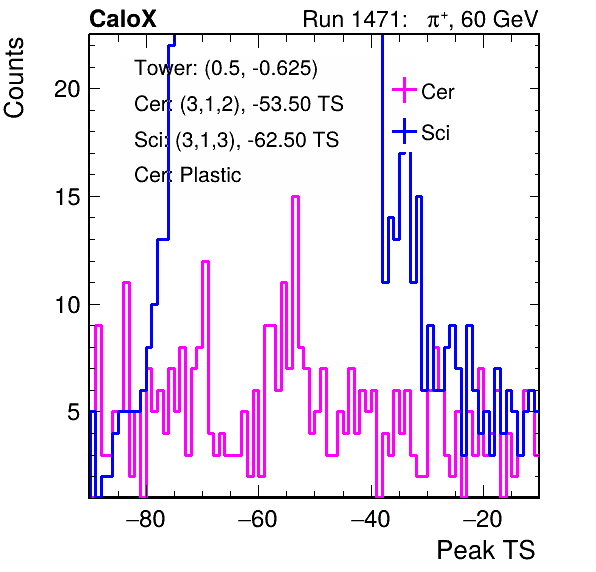 CaloX Run 1471: π+, 60 GeV
Counts
Tower: (0.5, -0.625)
Cer: (3,1,2), -53.50 TS
Sci: (3,1,3), -62.50 TS
Cer: Plastic
Cer
Sci
20
15
10
5
−80 −60 −40 −20
Peak TS